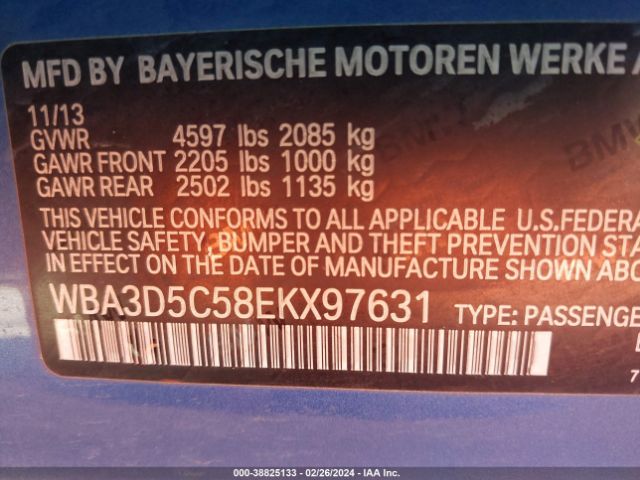 MFD BY BAYERISCHE MOTOREN WERKE
11/13
GVWR 4597 lbs 2085 kg
GAWR FRONT 2205 lbs 1000 kg
GAWR REAR 2502 lbs 1135 kg
THIS VEHICLE CONFORMS TO ALL APPLICABLE U.S.FEDERA
VEHICLE SAFETY, BUMPER AND THEFT PREVENTION STA
IN EFFECT ON THE DATE OF MANUFACTURE SHOWN ABO
WBA3D5C58EKX97631 TYPE: PASSENGE
7
000-38825133 - 02/26/2024 - IAA Inc.